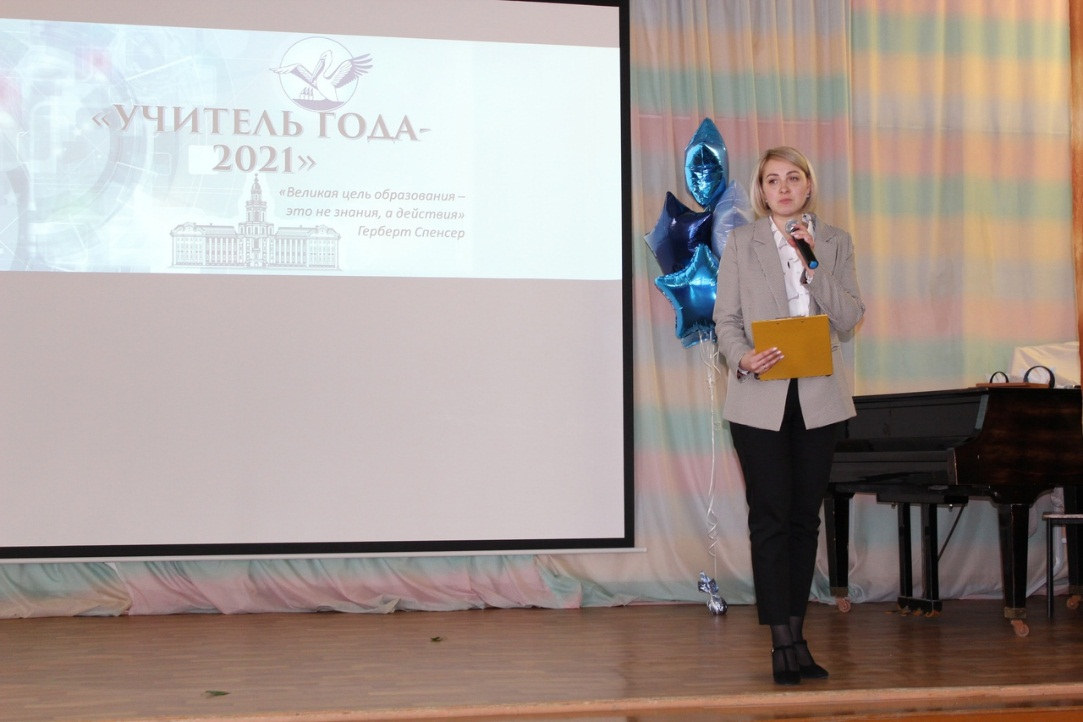 «УЧИТЕЛЬ ГОДА-
2021»
«Великая цель образования –
это не знания, а действия»
Герберт Спенсер